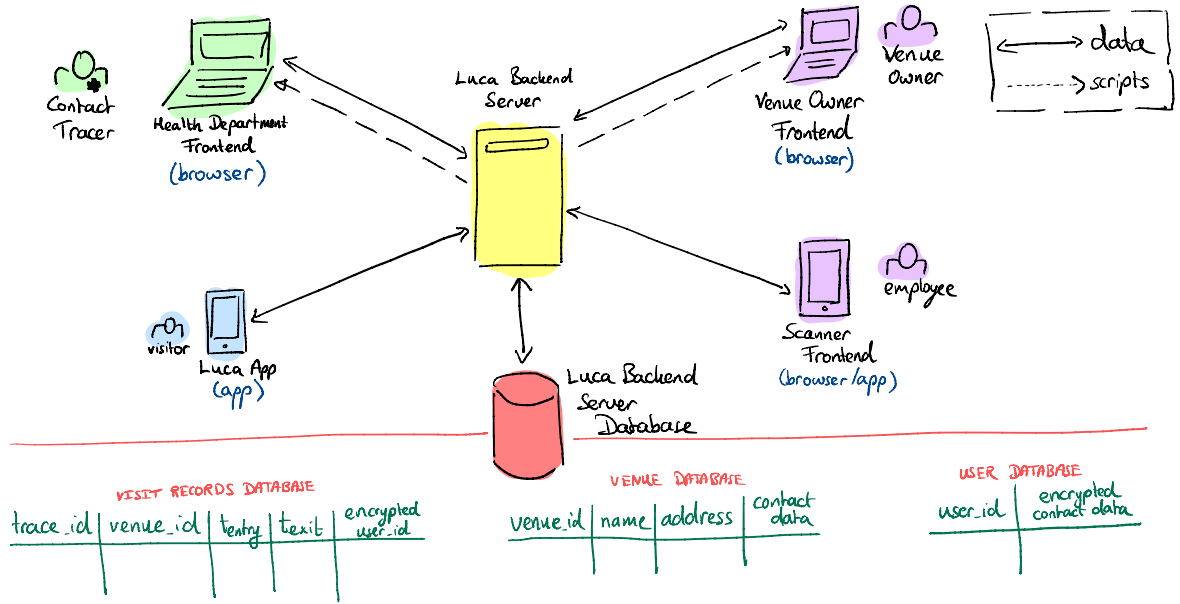 Contact
Tracer
Health Department
Frontend
(browser)
Luca Backend
Server
Venue Owner
Frontend
(browser)
Venue
Owner
data
scripts
visitor
Luca App
(app)
Scanner
Frontend
(browser/app)
employee
Luca Backend
Server
Database
VISIT RECORDS DATABASE
trace_id venue_id tentry texit encrypted
user_id
VENUE DATABASE
venue_id name address contact
data
USER DATABASE
user_id encrypted
contact data